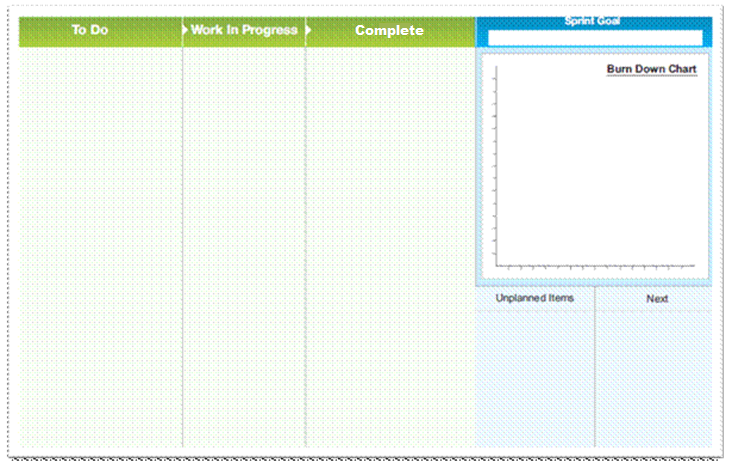 To Do
Work In Progress
Complete
Sprint Goal
Burn Down Chart
Unplanned Items
Next